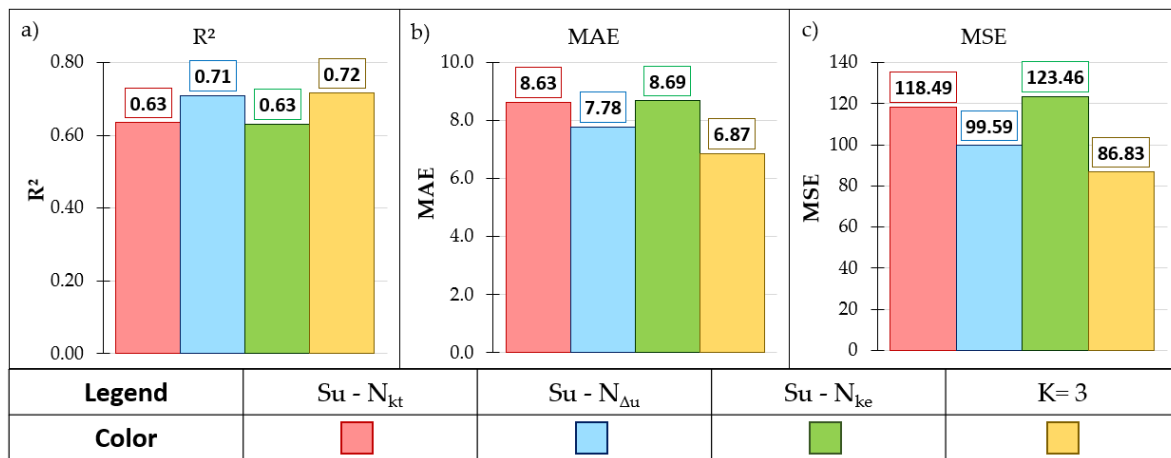 a)
R²
0.80
0.60
0.40
0.20
0.00
R²
0.63
0.71
0.63
0.72
b)
MAE
10.0
8.0
6.0
4.0
2.0
0.0
MAE
8.63
7.78
8.69
6.87
c)
MSE
140
120
100
80
60
40
20
0
MSE
118.49
99.59
123.46
86.83
Legend Su - Nkt Su - NΔu Su - Nke K= 3
Color